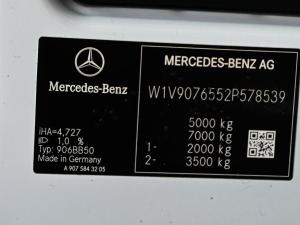 MERCEDES-BENZ AG
Mercedes-Benz
W1V9076552P578539
5000 kg
7000 kg
1- 2000 kg
2- 3500 kg
iHA=4,727
1.0 %
Typ: 906BB50
Made in Germany
A 907 584 32 05